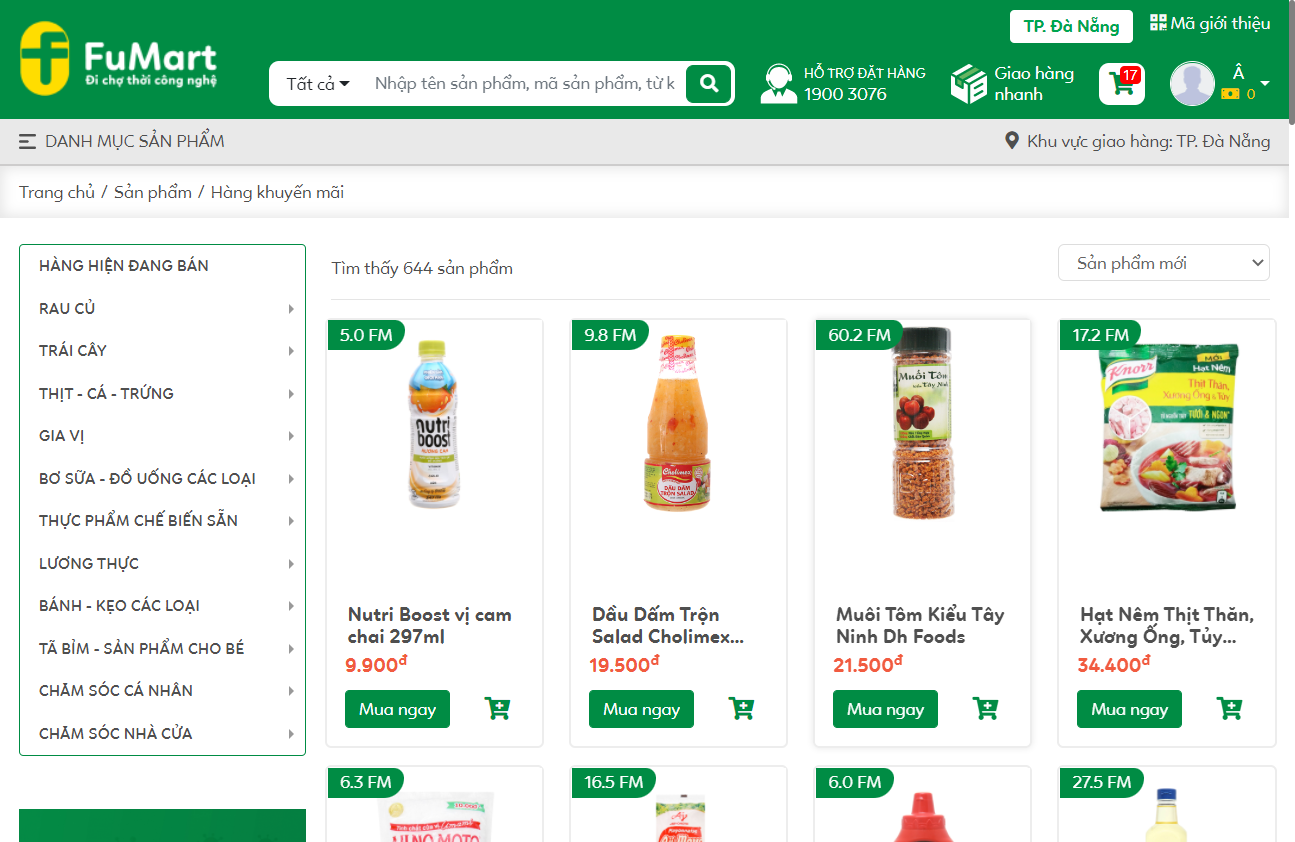 TP. Đà Nẵng
Mã giới thiệu
FuMart
Đi chợ thời công nghệ
Tất cả
Nhập tên sản phẩm, mã sản phẩm, từ k
HỖ TRỢ ĐẶT HÀNG
1900 3076
Giao hàng
nhanh
17
Â
0
DANH MỤC SẢN PHẨM
Khu vực giao hàng: TP. Đà Nẵng
Trang chủ / Sản phẩm / Hàng khuyến mãi
HÀNG HIỆN ĐANG BÁN
RAU CỦ
TRÁI CÂY
THỊT - CÁ - TRỨNG
GIA VỊ
BƠ SỮA - ĐỒ UỐNG CÁC LOẠI
THỰC PHẨM CHẾ BIẾN SẴN
LƯƠNG THỰC
BÁNH - KẸO CÁC LOẠI
TÃ BỈM - SẢN PHẨM CHO BÉ
CHĂM SÓC CÁ NHÂN
CHĂM SÓC NHÀ CỬA
Tìm thấy 644 sản phẩm
Sản phẩm mới
5.0 FM
nutri
boost
Nutri Boost vị cam
chai 297ml
9.900đ
Mua ngay
9.8 FM
Cholimex
DẦU DẤM
TRỘN SALAD
Dầu Dấm Trộn
Salad Cholimex...
19.500đ
Mua ngay
60.2 FM
Muối Tôm
Tây Ninh
Muôi Tôm Kiểu Tây
Ninh Dh Foods
21.500đ
Mua ngay
17.2 FM
Knorr
MỚI
Hạt Nêm
Thịt Thăn,
Xương Ống & Tủy
TƯƠI & NGON
Hạt Nêm Thịt Thăn,
Xương Ống, Tủy...
34.400đ
Mua ngay
6.3 FM
16.5 FM
6.0 FM
27.5 FM